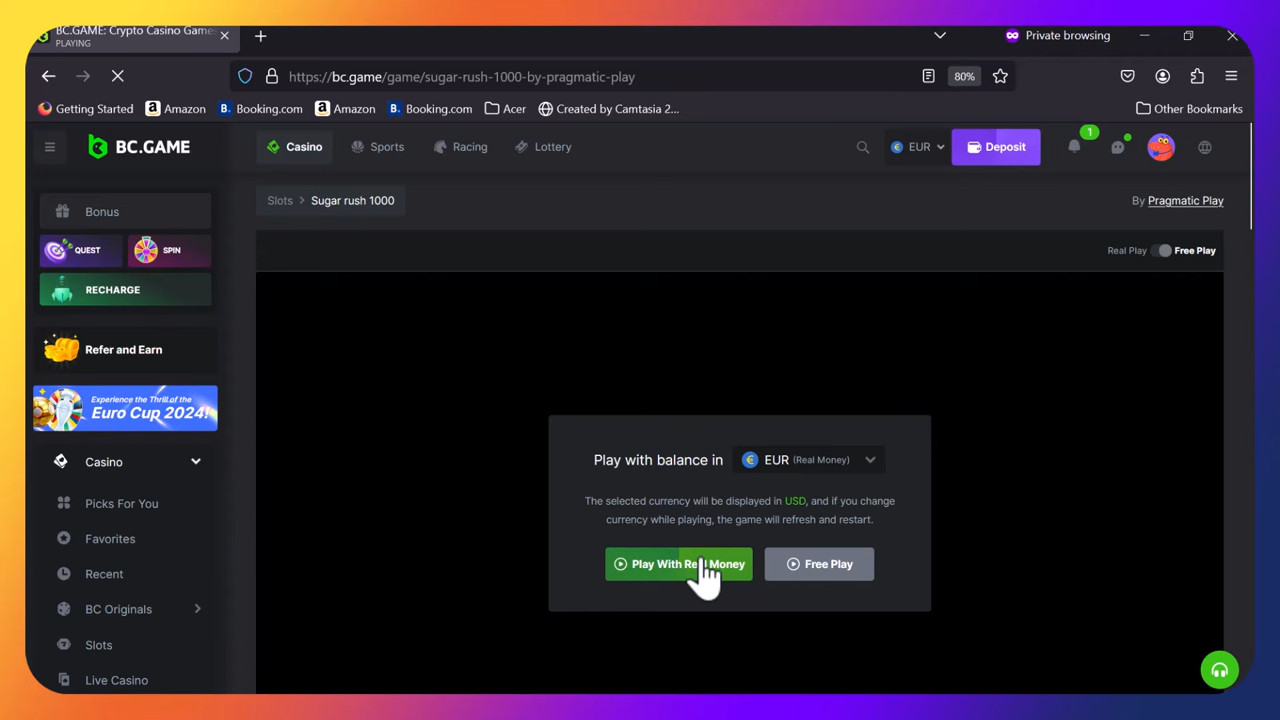 BC.GAME: Crypto Casino Games
PLAYING
Private browsing
https://bc.game/game/sugar-rush-1000-by-pragmatic-play
80%
Getting Started
Amazon
Booking.com
Amazon
Booking.com
Acer
Created by Camtasia 2...
Other Bookmarks
BC.GAME
Casino
Sports
Racing
Lottery
EUR
Deposit
1
Slots > Sugar rush 1000
By Pragmatic Play
Bonus
QUEST
SPIN
RECHARGE
Real Play
Free Play
Refer and Earn
Experience the Thrill of the
Euro Cup 2024!
Casino
Picks For You
Favorites
Recent
BC Originals
Slots
Live Casino
Play with balance in
EUR (Real Money)
The selected currency will be displayed in USD, and if you change
currency while playing, the game will refresh and restart.
Play With Real Money
Free Play